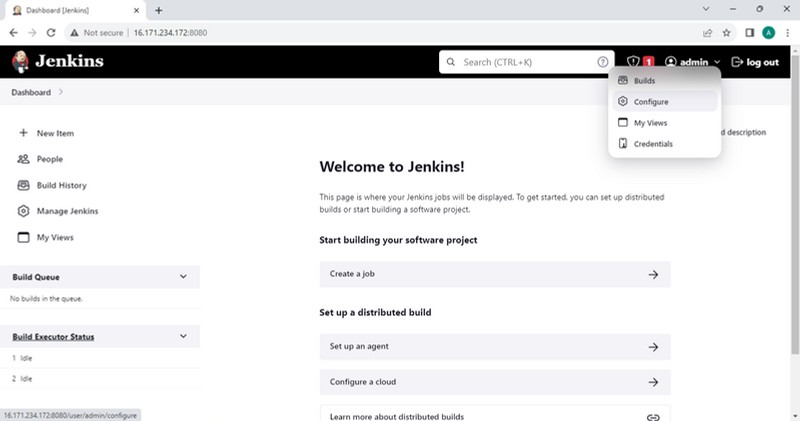 Dashboard [Jenkins]
Not secure
16.171.234.172:8080
A
Jenkins
Search (CTRL+K)
?
1
admin
log out
Dashboard
Builds
Configure
My Views
Credentials
d description
New Item
People
Build History
Manage Jenkins
My Views
Build Queue
No builds in the queue.
Build Executor Status
1 Idle
2 Idle
Welcome to Jenkins!
This page is where your Jenkins jobs will be displayed. To get started, you can set up distributed
builds or start building a software project.
Start building your software project
Create a job
Set up a distributed build
Set up an agent
Configure a cloud
Learn more about distributed builds
16.171.234.172:8080/user/admin/configure